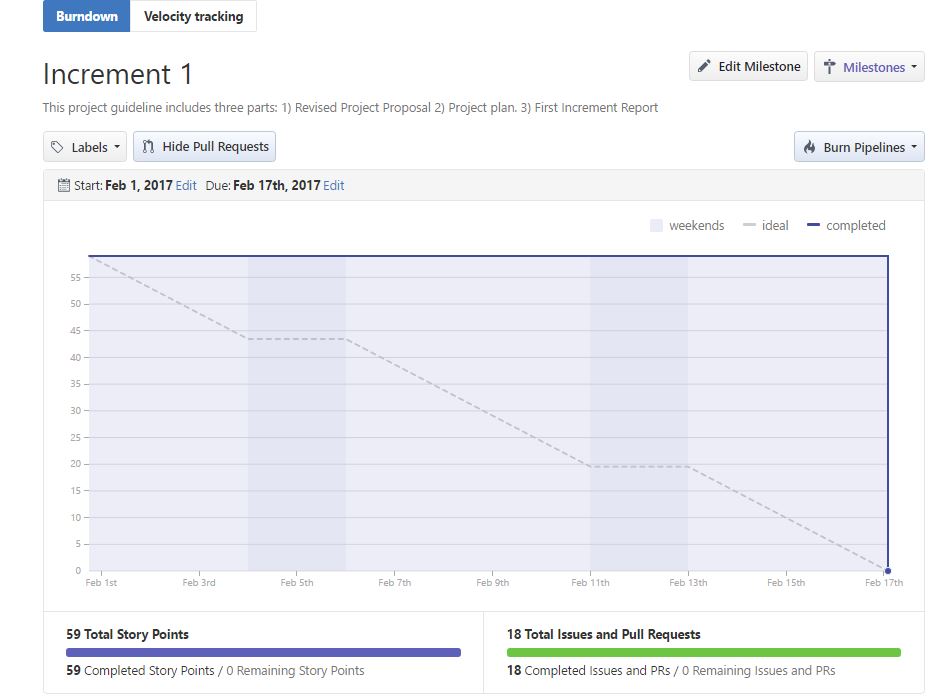 Burndown Velocity tracking
Increment 1
Edit Milestone Milestones
This project guideline includes three parts: 1) Revised Project Proposal 2) Project plan. 3) First Increment Report
Labels Hide Pull Requests Burn Pipelines
Start: Feb 1, 2017 Edit Due: Feb 17th, 2017 Edit
weekends ideal completed
55
50
45
40
35
30
25
20
15
10
5
0
Feb 1st Feb 3rd Feb 5th Feb 7th Feb 9th Feb 11th Feb 13th Feb 15th Feb 17th
59 Total Story Points
59 Completed Story Points / 0 Remaining Story Points
18 Total Issues and Pull Requests
18 Completed Issues and PRs / 0 Remaining Issues and PRs